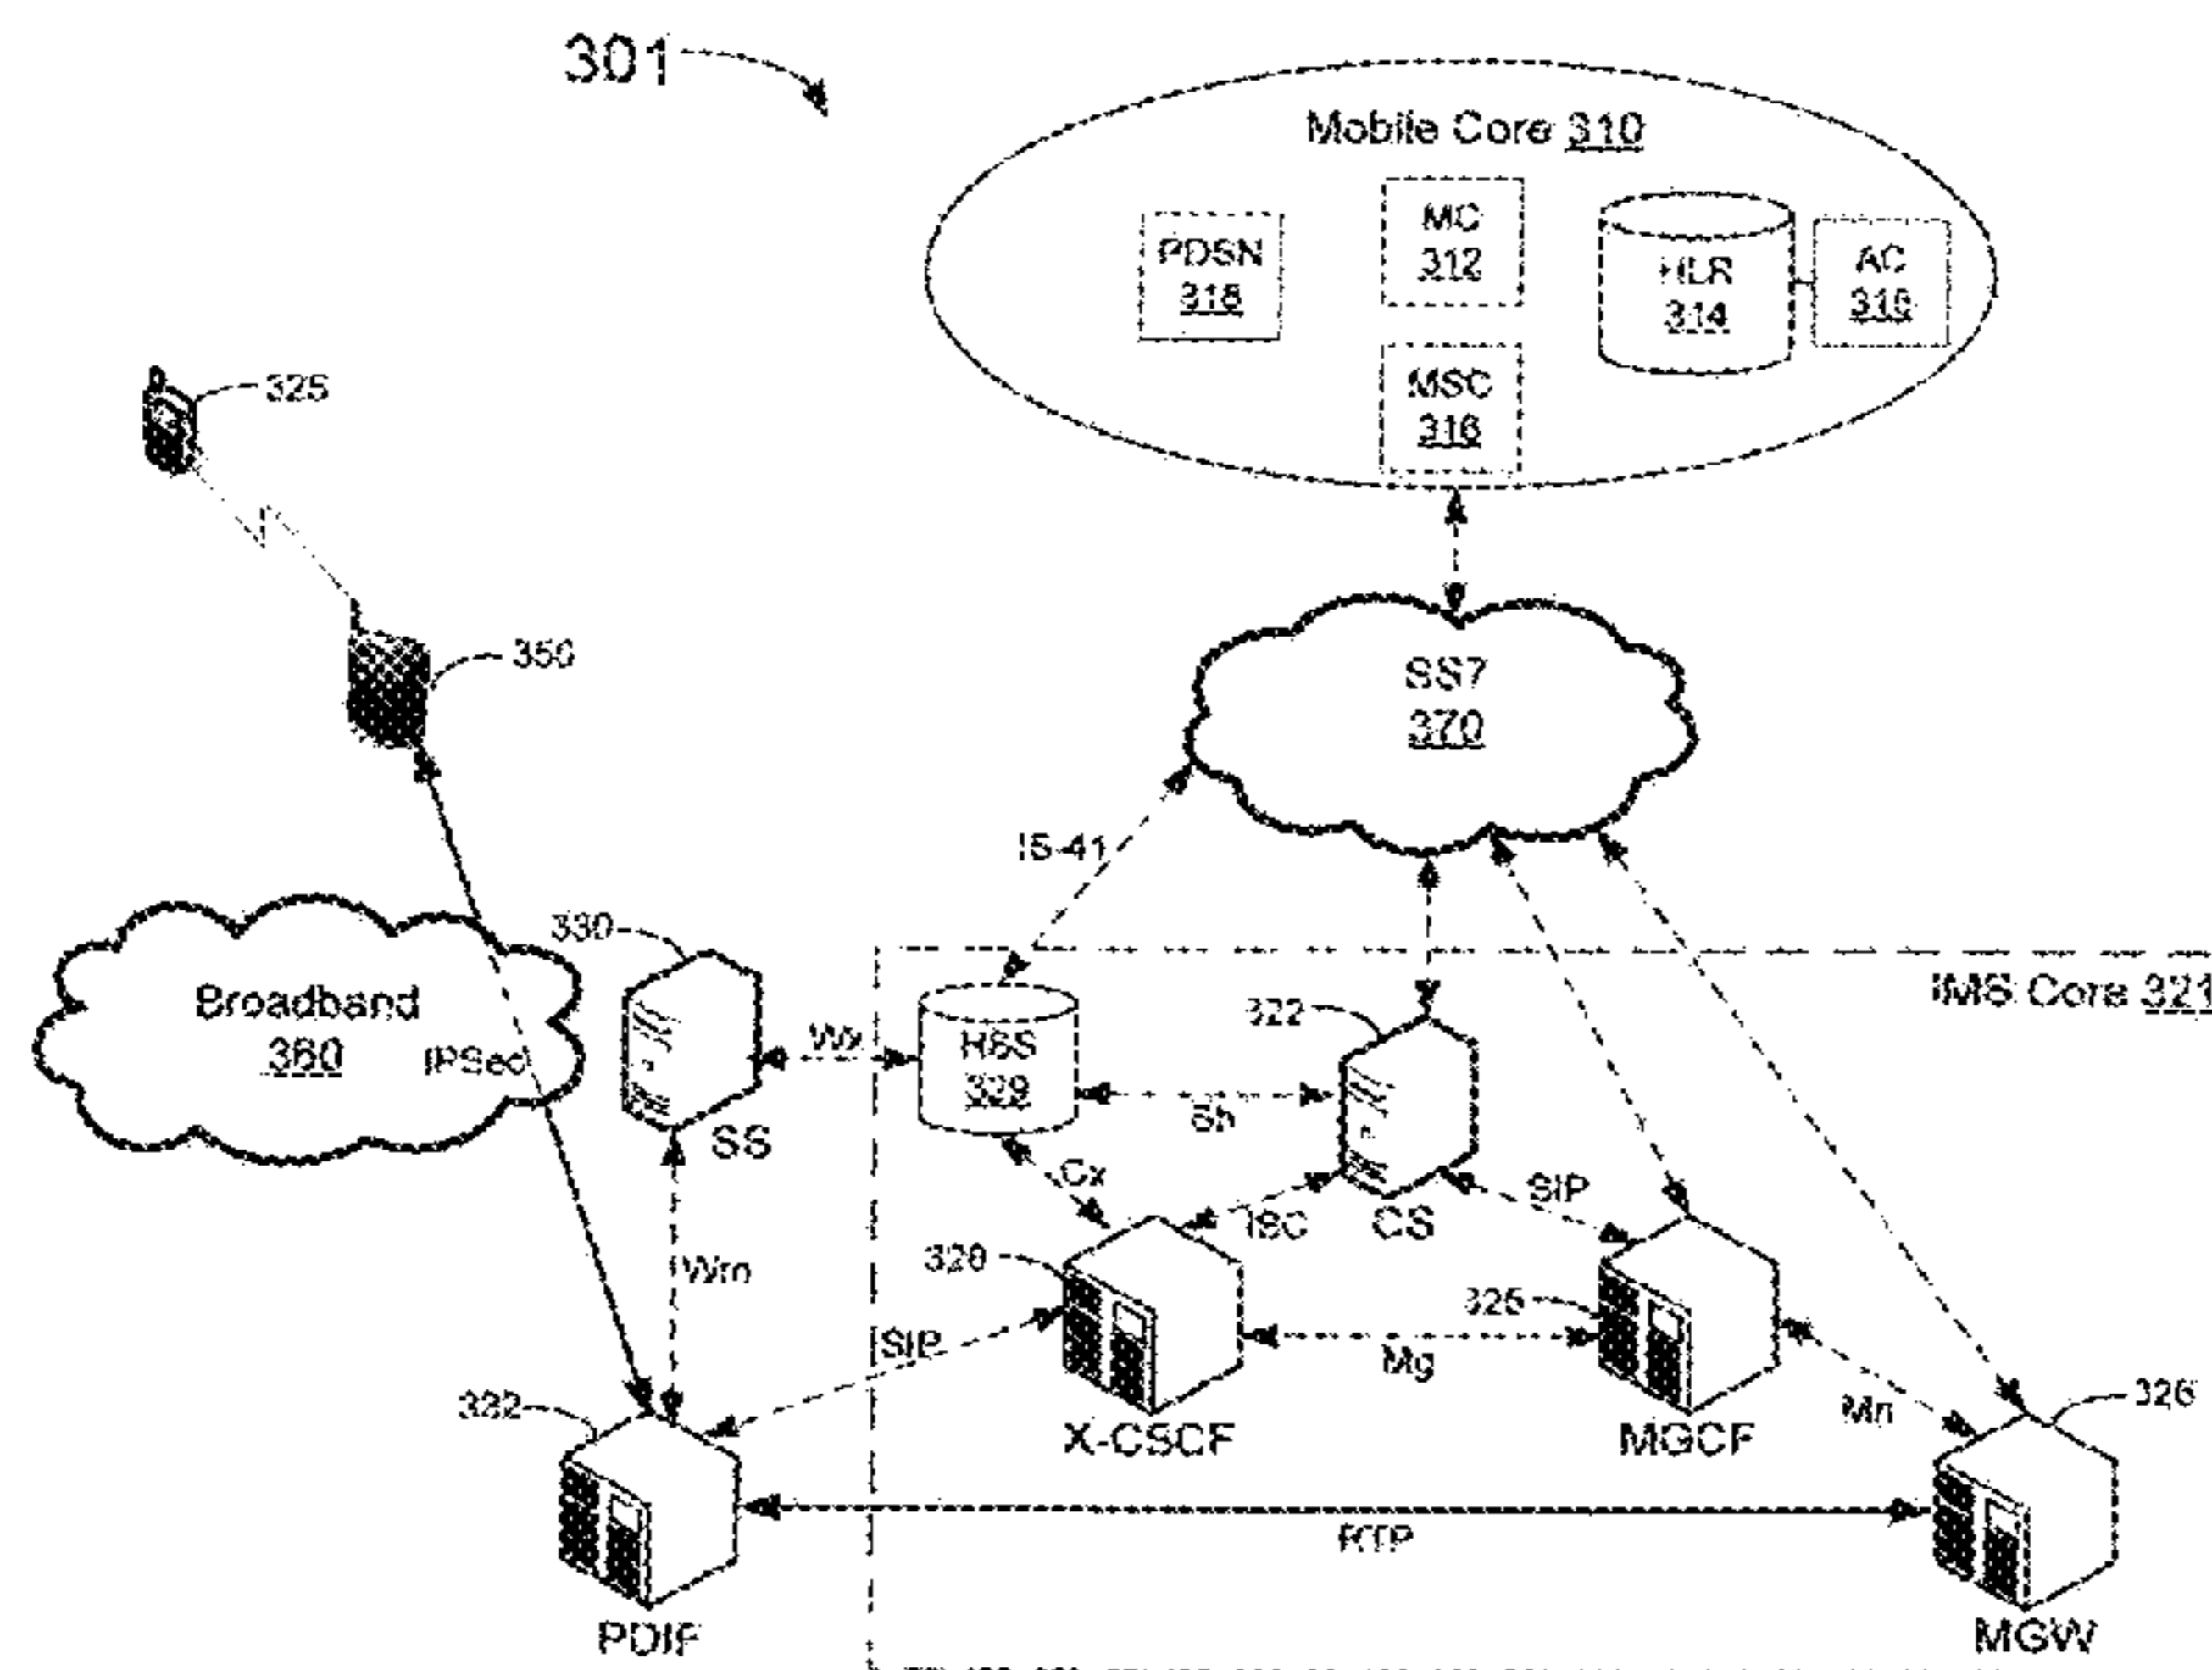 301
Mobile Core 310
MC
312
PDSN
318
HLR
314
AC
315
MSC
316
325
350
SS7
370
IS-41
330
Broadband
360
IPSec
IMS Core 321
322
HSS
329
Wx
Sh
SS
Cx
ISC
CS
SIP
Wm
328
325
SIP
Mg
Mn
326
332
X-CSCF
MGCF
RTP
PDIF
MGW